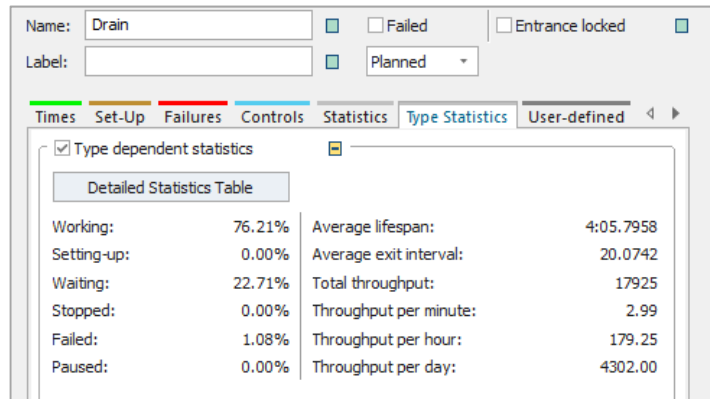 Name: Drain Failed Entrance locked
Label: Planned
Times Set-Up Failures Controls Statistics Type Statistics User-defined
Type dependent statistics
Detailed Statistics Table
Working: 76.21% Average lifespan: 4:05.7958
Setting-up: 0.00% Average exit interval: 20.0742
Waiting: 22.71% Total throughput: 17925
Stopped: 0.00% Throughput per minute: 2.99
Failed: 1.08% Throughput per hour: 179.25
Paused: 0.00% Throughput per day: 4302.00